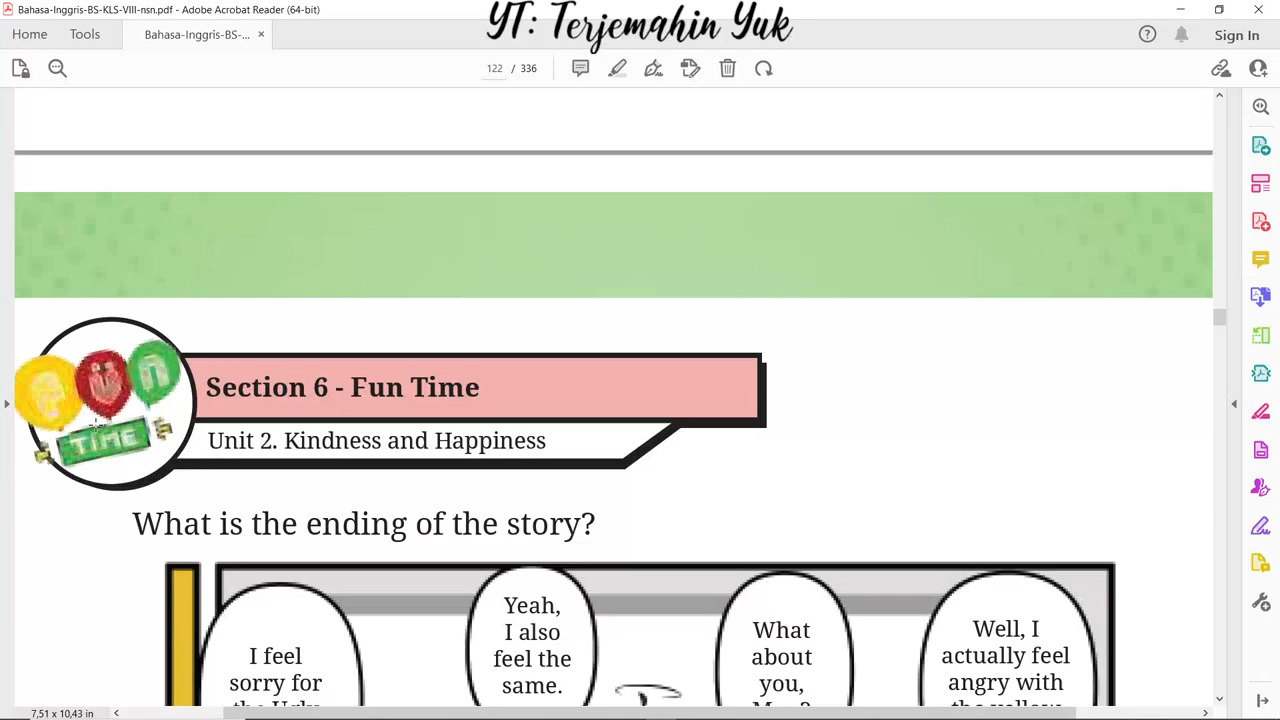 Bahasa-Inggris-BS-KLS-VIII-nsn.pdf - Adobe Acrobat Reader (64-bit)
YT: Terjemahin Yuk
Home Tools Bahasa-Inggris-BS-... × Sign In
122 / 336
FUN
TIME
Section 6 - Fun Time
Unit 2. Kindness and Happiness
What is the ending of the story?
I feel
sorry for
Yeah,
I also
feel the
same.
What
about
you,
Well, I
actually feel
angry with
7,51 x 10,43 in